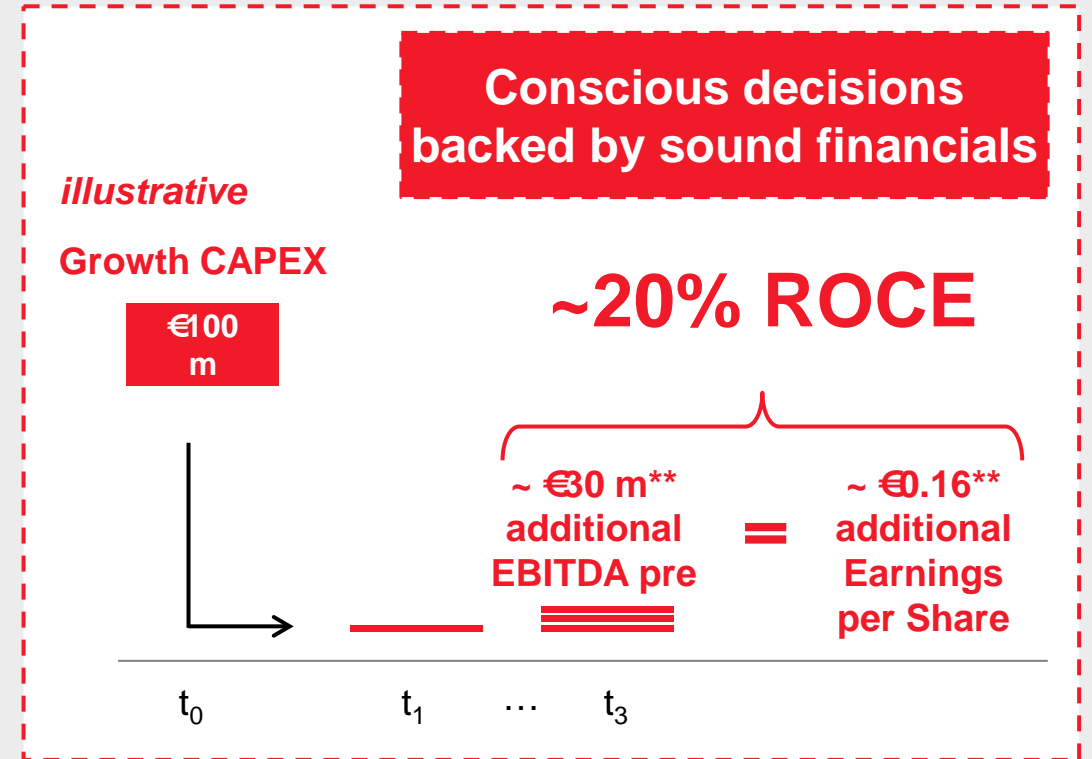 Conscious decisions
backed by sound financials
illustrative
Growth CAPEX
€100
m
~20% ROCE
~ €30 m**
additional
EBITDA pre
=
~ €0.16**
additional
Earnings
per Share
t0
t1
…
t3